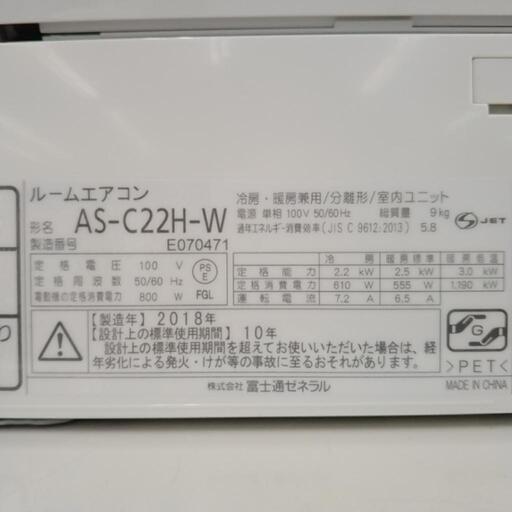 ルームエアコン
形名 AS-C22H-W
製造番号 E070471
冷房・暖房兼用/分離形/室内ユニット
電源 単相 100V 50/60Hz 総質量 9kg
通年エネルギー消費効率(JIS C 9612:2013) 5.8
JET
定格電圧 100 V
定格周波数 50/60 Hz
電動機の定格消費電力 800 W
PS E
FGL
冷房 暖房標準 暖房低温
定格能力 2.2 kW 2.5 kW 3.0 kW
定格消費電力 610 W 555 W 1,190 kW
運転電流 7.2 A 6.5 A
【製造年】2018年
【設計上の標準使用期間】10年
設計上の標準使用期間を超えてお使いいただいた場合は、経
年劣化による発火・けが等の事故に至るおそれがあります。
G
>PET<
株式会社 富士通ゼネラル
MADE IN CHINA